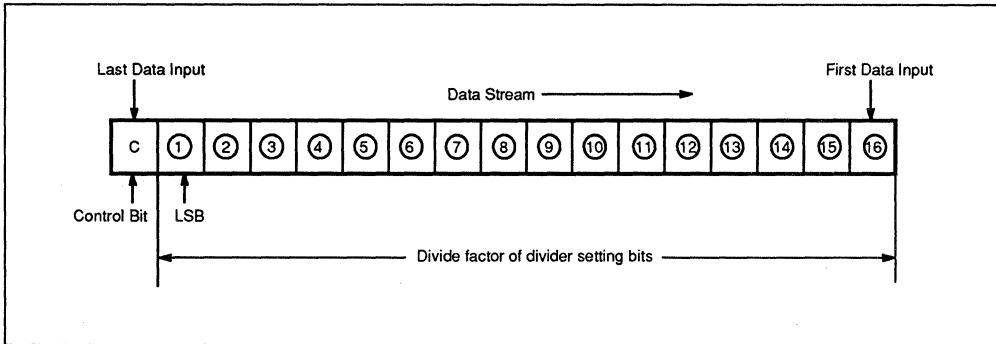 Last Data Input
First Data Input
Data Stream
C 1 2 3 4 5 6 7 8 9 10 11 12 13 14 15 16
Control Bit
LSB
Divide factor of divider setting bits